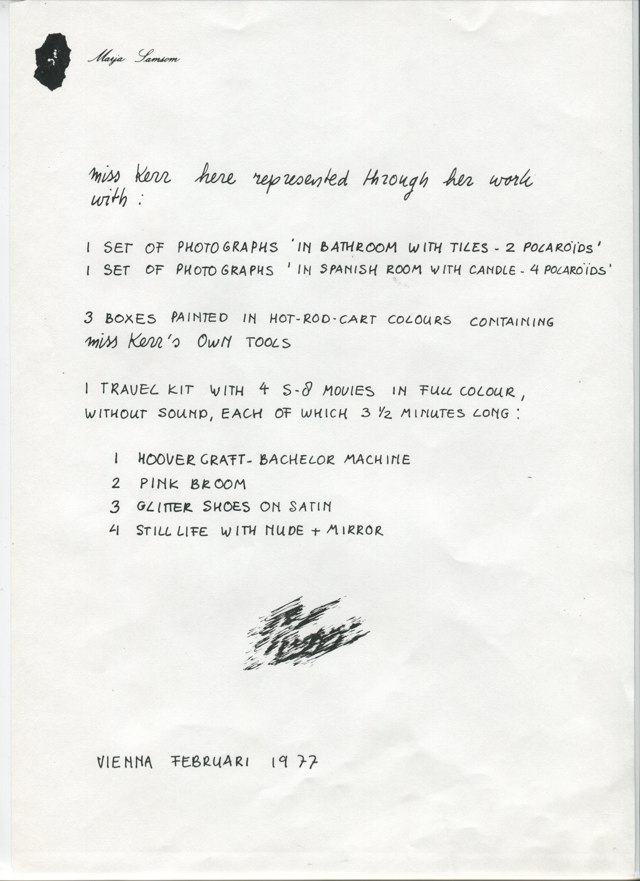 Marja Samsom
miss Kerr here represented through her work
with :
1 SET OF PHOTOGRAPHS 'IN BATHROOM WITH TILES - 2 POLAROÏDS'
1 SET OF PHOTOGRAPHS 'IN SPANISH ROOM WITH CANDLE - 4 POLAROÏDS'
3 BOXES PAINTED IN HOT-ROD-CART COLOURS CONTAINING
miss Kerr's OWN TOOLS
1 TRAVEL KIT WITH 4 S-8 MOVIES IN FULL COLOUR,
WITHOUT SOUND, EACH OF WHICH 3 1/2 MINUTES LONG :
1 HOOVERCRAFT - BACHELOR MACHINE
2 PINK BROOM
3 GLITTER SHOES ON SATIN
4 STILL LIFE WITH NUDE + MIRROR
VIENNA FEBRUARI 1977